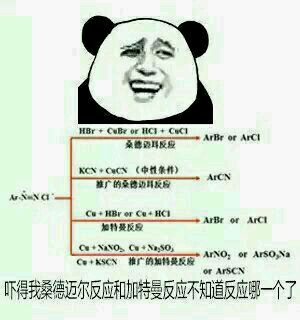 HBr + CuBr or HCl + CuCl
桑德迈耳反应
ArBr or ArCl
KCN + CuCN (中性条件)
推广的桑德迈耳反应
ArCN
Ar-N≡N Cl⁻
Cu + HBr or Cu + HCl
加特曼反应
ArBr or ArCl
Cu + NaNO₂, Cu + Na₂SO₃
Cu + KSCN 推广的加特曼反应
ArNO₂ or ArSO₃Na
or ArSCN
吓得我桑德迈尔反应和加特曼反应不知道反应哪一个了